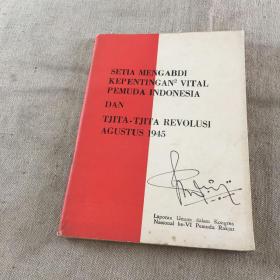 SETIA MENGABDI
KEPENTINGAN² VITAL
PEMUDA INDONESIA
DAN
TJITA-TJITA REVOLUSI
AGUSTUS 1945
Laporan Umum dalam Kongres
Nasional ke-VI Pemuda Rakjat